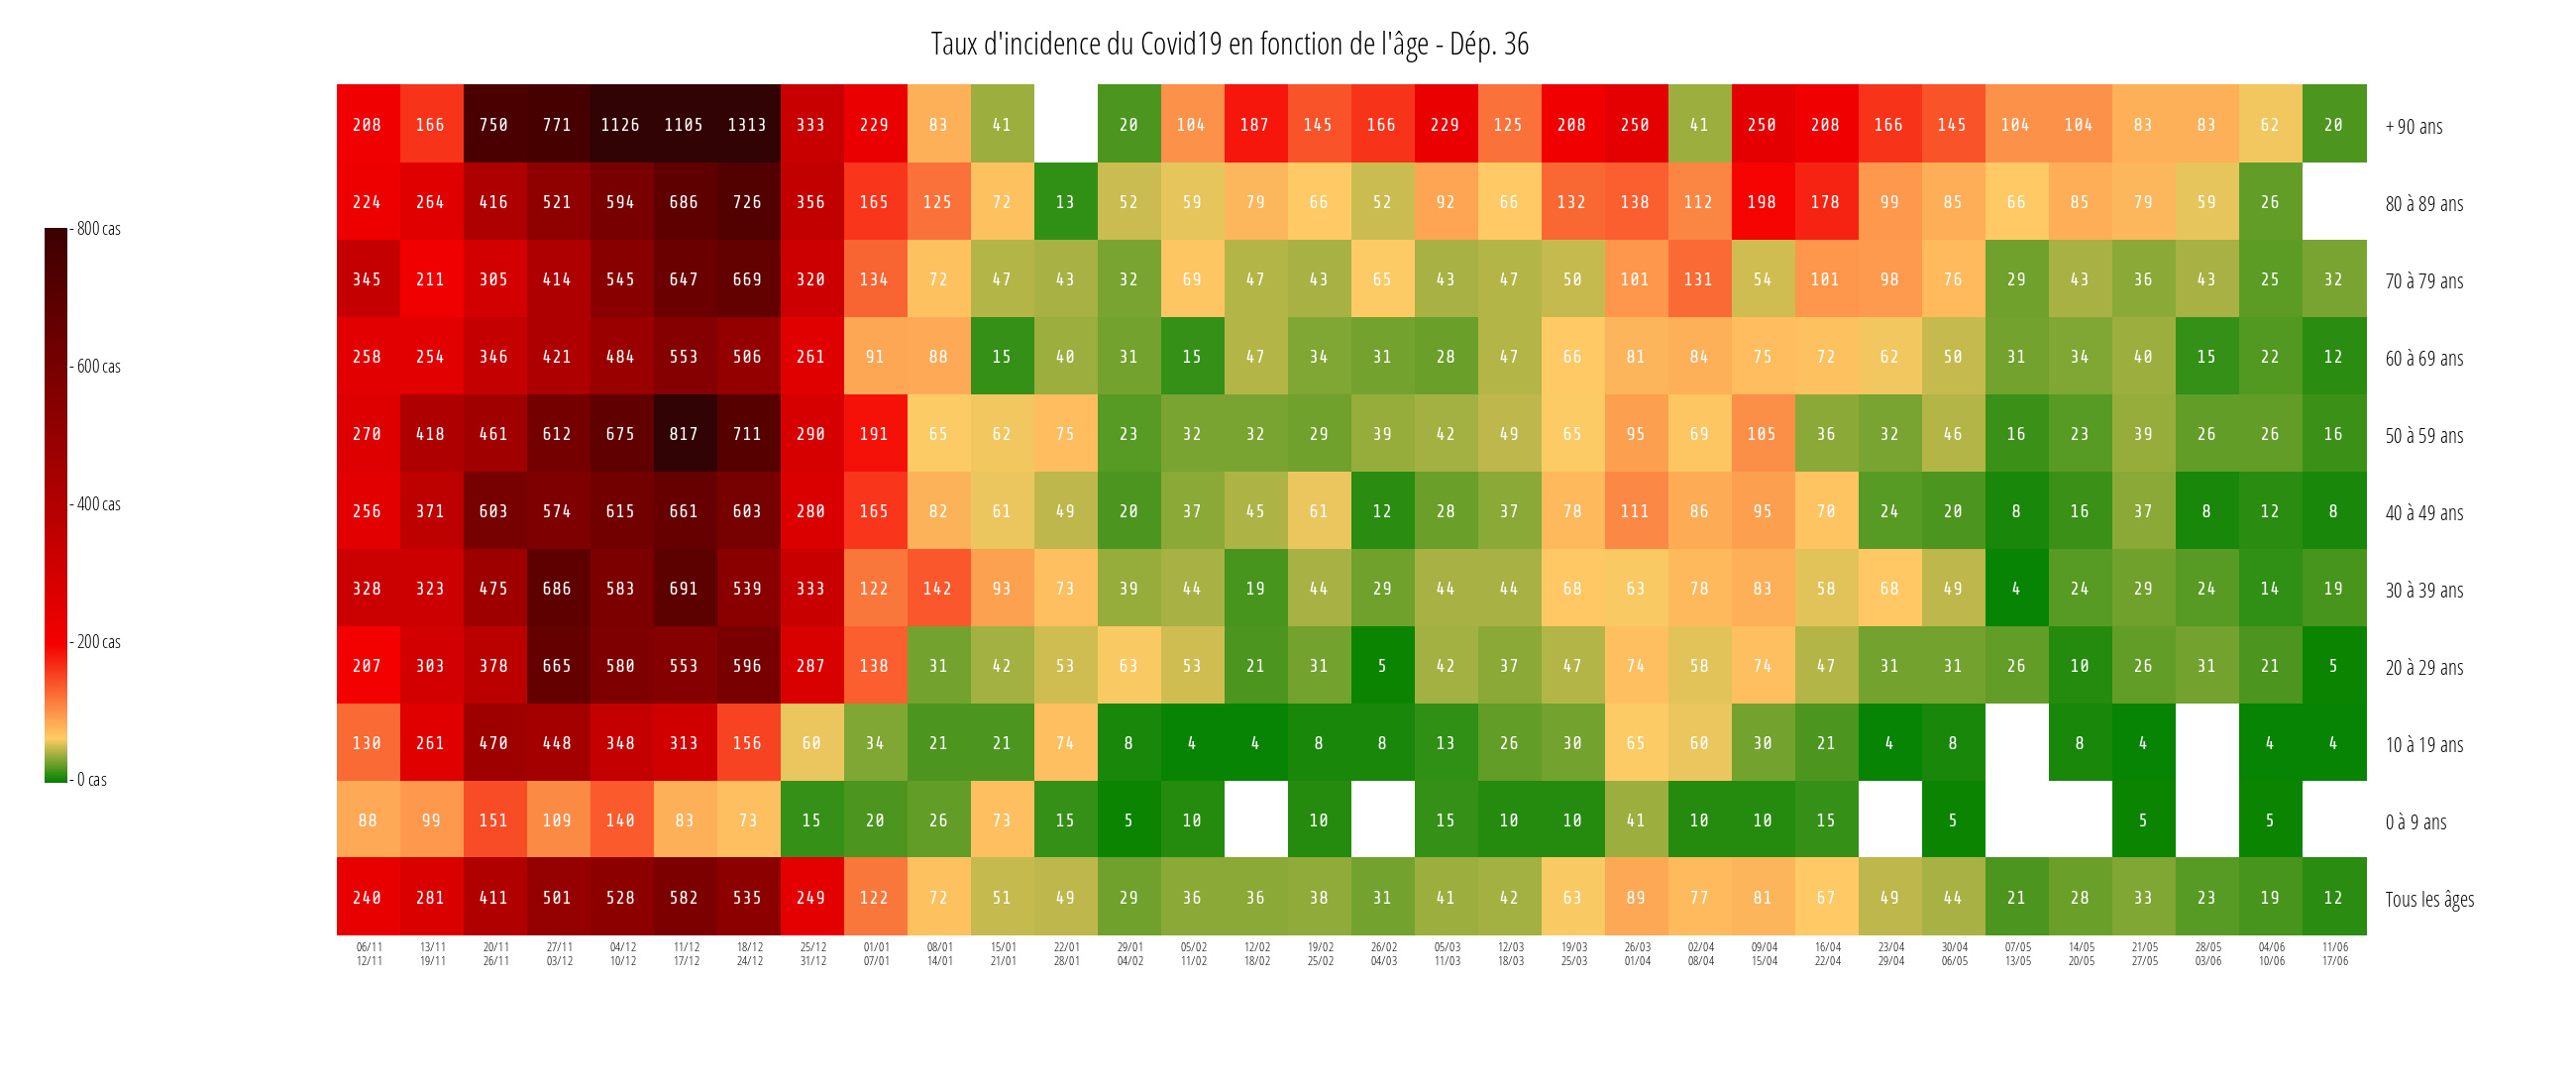 Taux d'incidence du Covid19 en fonction de l'âge - Dép. 36
208 166 750 771 1126 1105 1313 333 229 83 41 20 104 187 145 166 229 125 208 250 41 250 208 166 145 104 104 83 83 62 20 + 90 ans
224 264 416 521 594 686 726 356 165 125 72 13 52 59 79 66 52 92 66 132 138 112 198 178 99 85 66 85 79 59 26 80 à 89 ans
345 211 305 414 545 647 669 320 134 72 47 43 32 69 47 43 65 43 47 50 101 131 54 101 98 76 29 43 36 43 25 32 70 à 79 ans
258 254 346 421 484 553 506 261 91 88 15 40 31 15 47 34 31 28 47 66 81 84 75 72 62 50 31 34 40 15 22 12 60 à 69 ans
270 418 461 612 675 817 711 290 191 65 62 75 23 32 32 29 39 42 49 65 95 69 105 36 32 46 16 23 39 26 26 16 50 à 59 ans
256 371 603 574 615 661 603 280 165 82 61 49 20 37 45 61 12 28 37 78 111 86 95 70 24 20 8 16 37 8 12 8 40 à 49 ans
328 323 475 686 583 691 539 333 122 142 93 73 39 44 19 44 29 44 44 68 63 78 83 58 68 49 4 24 29 24 14 19 30 à 39 ans
207 303 378 665 580 553 596 287 138 31 42 53 63 53 21 31 5 42 37 47 74 58 74 47 31 31 26 10 26 31 21 5 20 à 29 ans
130 261 470 448 348 313 156 60 34 21 21 74 8 4 4 8 8 13 26 30 65 60 30 21 4 8 8 4 4 4 10 à 19 ans
88 99 151 109 140 83 73 15 20 26 73 15 5 10 10 15 10 10 41 10 10 15 5 5 5 0 à 9 ans
240 281 411 501 528 582 535 249 122 72 51 49 29 36 36 38 31 41 42 63 89 77 81 67 49 44 21 28 33 23 19 12 Tous les âges
06/11 13/11 20/11 27/11 04/12 11/12 18/12 25/12 01/01 08/01 15/01 22/01 29/01 05/02 12/02 19/02 26/02 05/03 12/03 19/03 26/03 02/04 09/04 16/04 23/04 30/04 07/05 14/05 21/05 28/05 04/06 11/06
12/11 19/11 26/11 03/12 10/12 17/12 24/12 31/12 07/01 14/01 21/01 28/01 04/02 11/02 18/02 25/02 04/03 11/03 18/03 25/03 01/04 08/04 15/04 22/04 29/04 06/05 13/05 20/05 27/05 03/06 10/06 17/06
- 800 cas
- 600 cas
- 400 cas
- 200 cas
- 0 cas